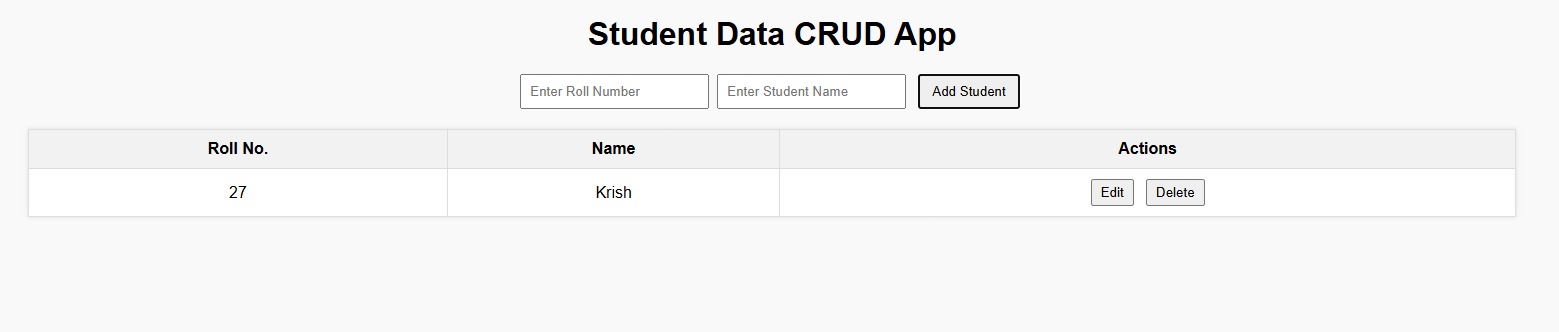 Student Data CRUD App
Enter Roll Number Enter Student Name Add Student
Roll No. Name Actions
27 Krish Edit Delete